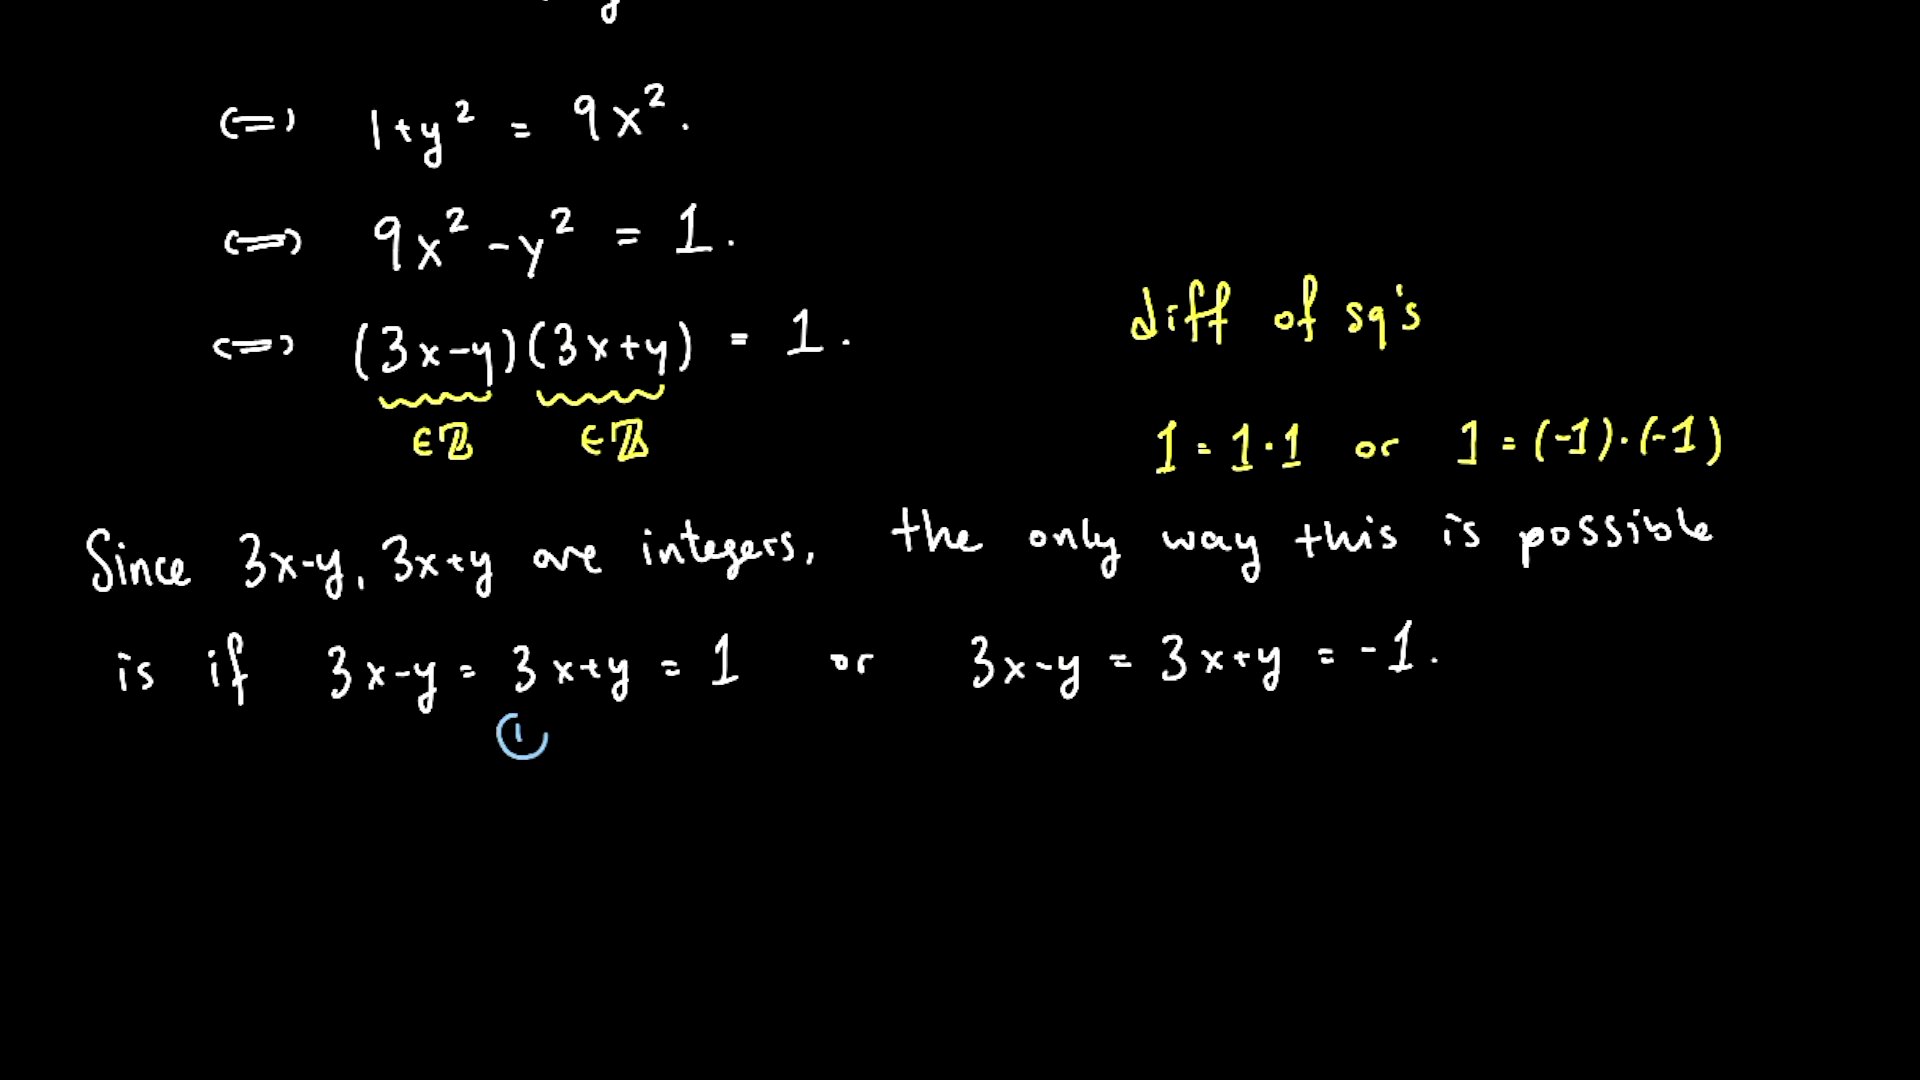 ⟺ 1+y² = 9x².
⟺ 9x² - y² = 1.
⟺ (3x-y)(3x+y) = 1.
∈ℤ ∈ℤ
diff of sq's
1 = 1·1 or 1 = (-1)·(-1)
Since 3x-y, 3x+y are integers, the only way this is possible
is if 3x-y = 3x+y = 1 or 3x-y = 3x+y = -1.
①